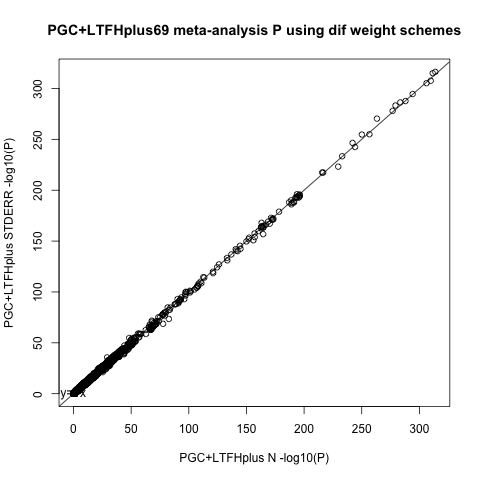 PGC+LTFHplus69 meta-analysis P using dif weight schemes
PGC+LTFHplus STDERR -log10(P)
300
250
200
150
100
50
0
y=x
0 50 100 150 200 250 300
PGC+LTFHplus N -log10(P)